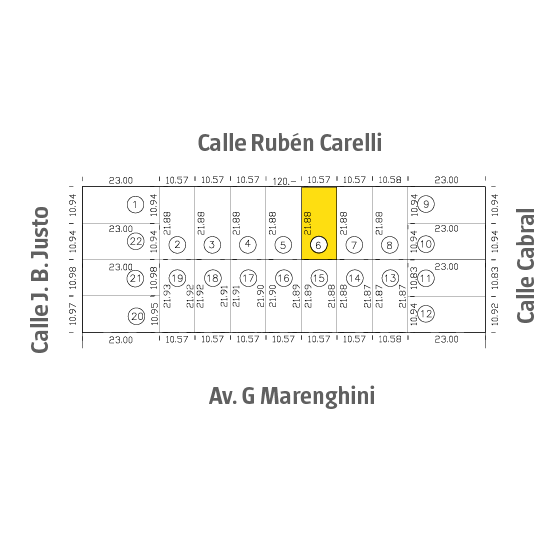 Calle Rubén Carelli
23.00 10.57 10.57 10.57 120.- 10.57 10.57 10.58 23.00
10.94 1 10.94 21.88 21.88 21.88 21.88 21.88 21.88 21.88 10.94 9 10.94
10.94 22 10.94 2 3 4 5 6 7 8 10.94 10 10.94
23.00 23.00
10.98 21 10.98 19 18 17 16 15 14 13 10.83 11 10.83
23.00 23.00
21.93 21.92 21.92 21.91 21.91 21.90 21.90 21.89 21.89 21.88 21.88 21.87 21.87 21.87
10.97 20 10.95 10.94 12 10.92
23.00 10.57 10.57 10.57 10.57 10.57 10.57 10.58 23.00
Calle J. B. Justo
Calle Cabral
Av. G Marenghini